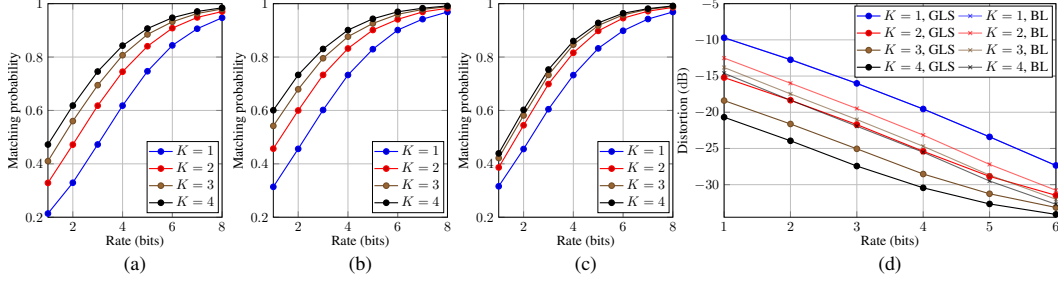 Matching probability
1
0.8
0.6
0.4
0.2
2 4 6 8
Rate (bits)
K = 1
K = 2
K = 3
K = 4
(a)
Matching probability
1
0.8
0.6
0.4
0.2
2 4 6 8
Rate (bits)
K = 1
K = 2
K = 3
K = 4
(b)
Matching probability
1
0.8
0.6
0.4
0.2
2 4 6 8
Rate (bits)
K = 1
K = 2
K = 3
K = 4
(c)
Distortion (dB)
−5
−10
−15
−20
−25
−30
1 2 3 4 5 6
Rate (bits)
K = 1, GLS K = 1, BL
K = 2, GLS K = 2, BL
K = 3, GLS K = 3, BL
K = 4, GLS K = 4, BL
(d)